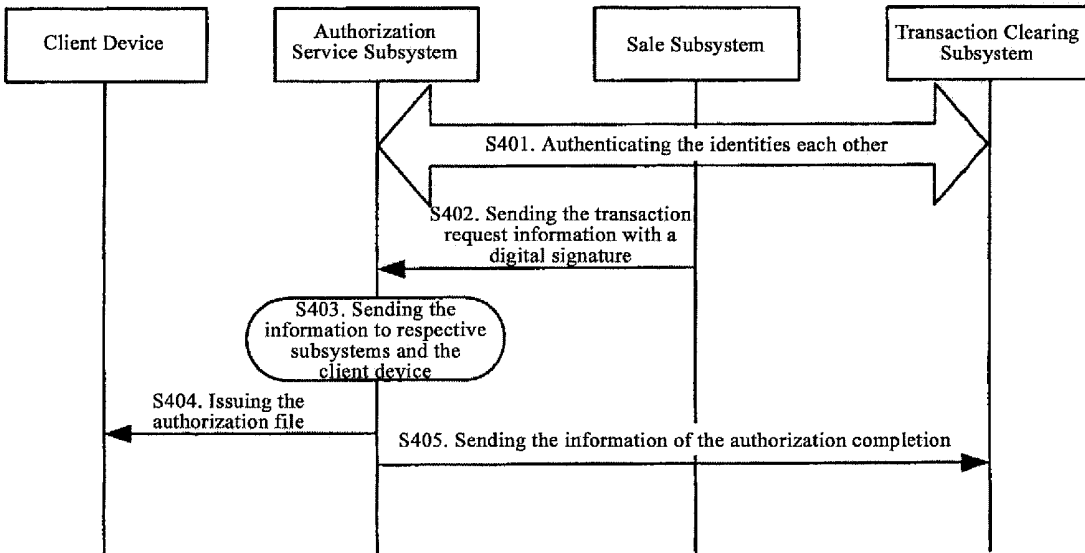 Client Device
Authorization
Service Subsystem
Sale Subsystem
Transaction Clearing
Subsystem
S401. Authenticating the identities each other
S402. Sending the transaction
request information with a
digital signature
S403. Sending the
information to respective
subsystems and the
client device
S404. Issuing the
authorization file
S405. Sending the information of the authorization completion